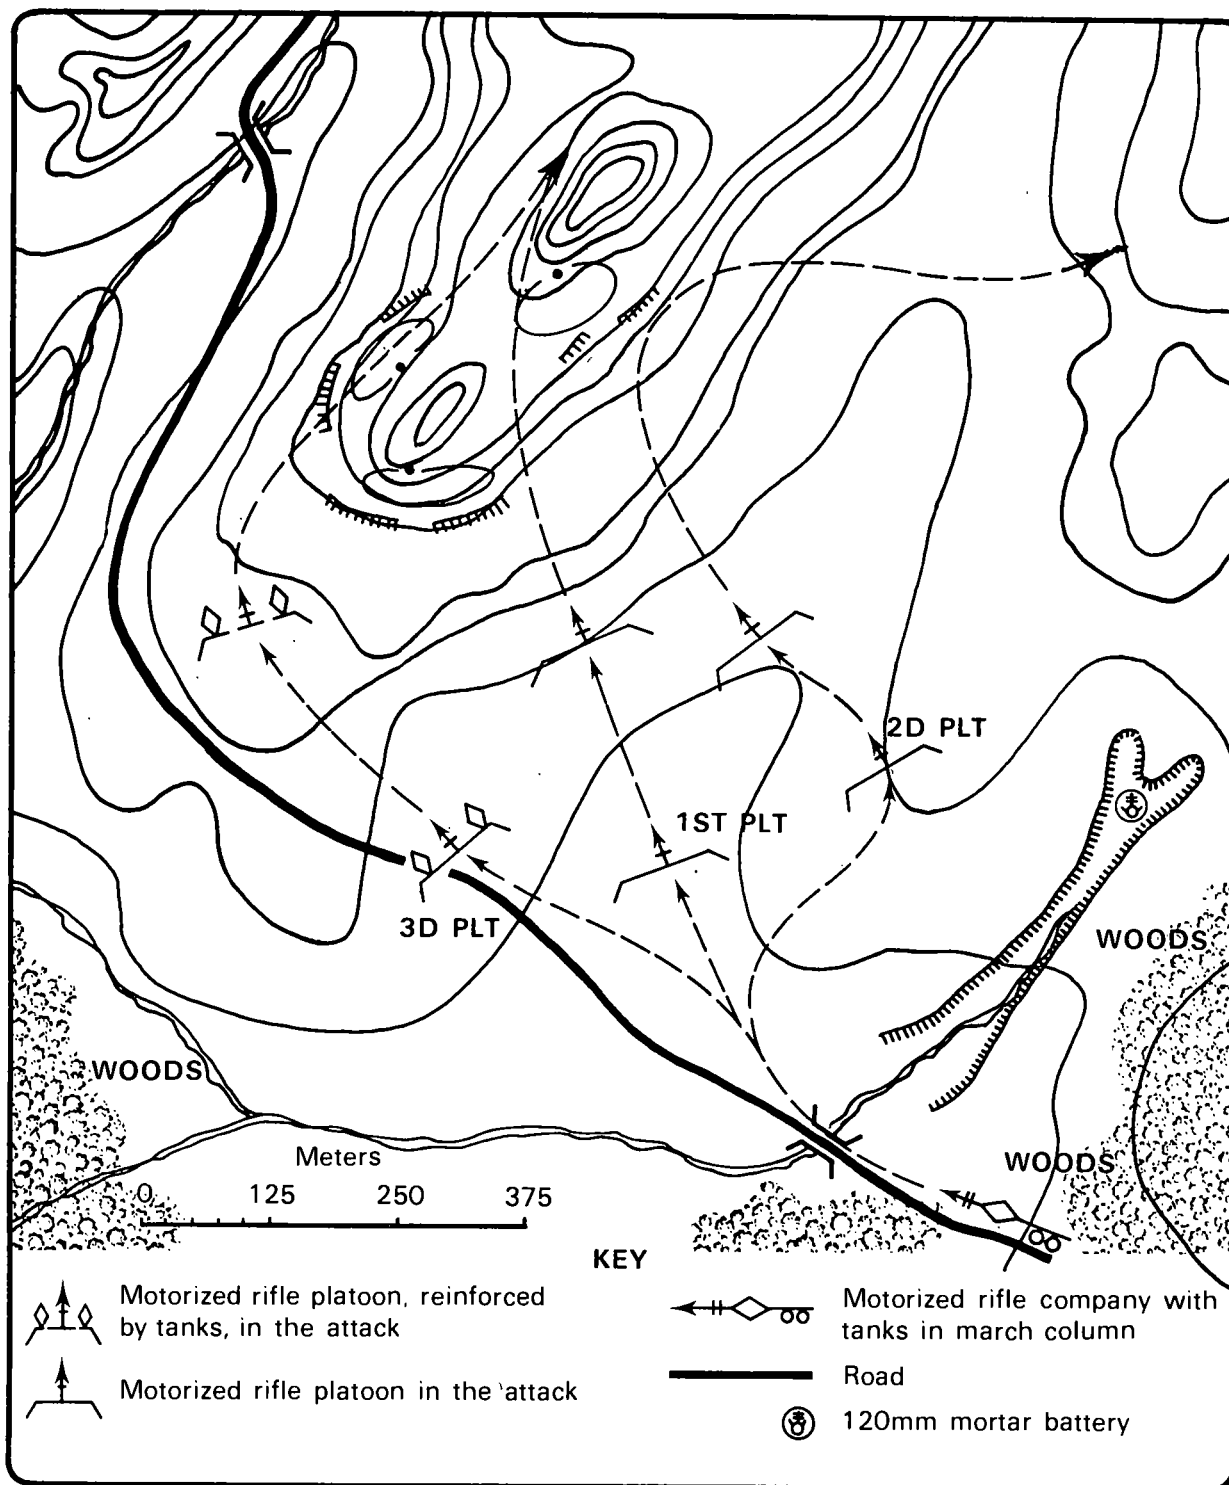 2D PLT
1ST PLT
3D PLT
WOODS
WOODS
WOODS
Meters
0 125 250 375
KEY
Motorized rifle platoon, reinforced
by tanks, in the attack
Motorized rifle platoon in the attack
Motorized rifle company with
tanks in march column
Road
120mm mortar battery